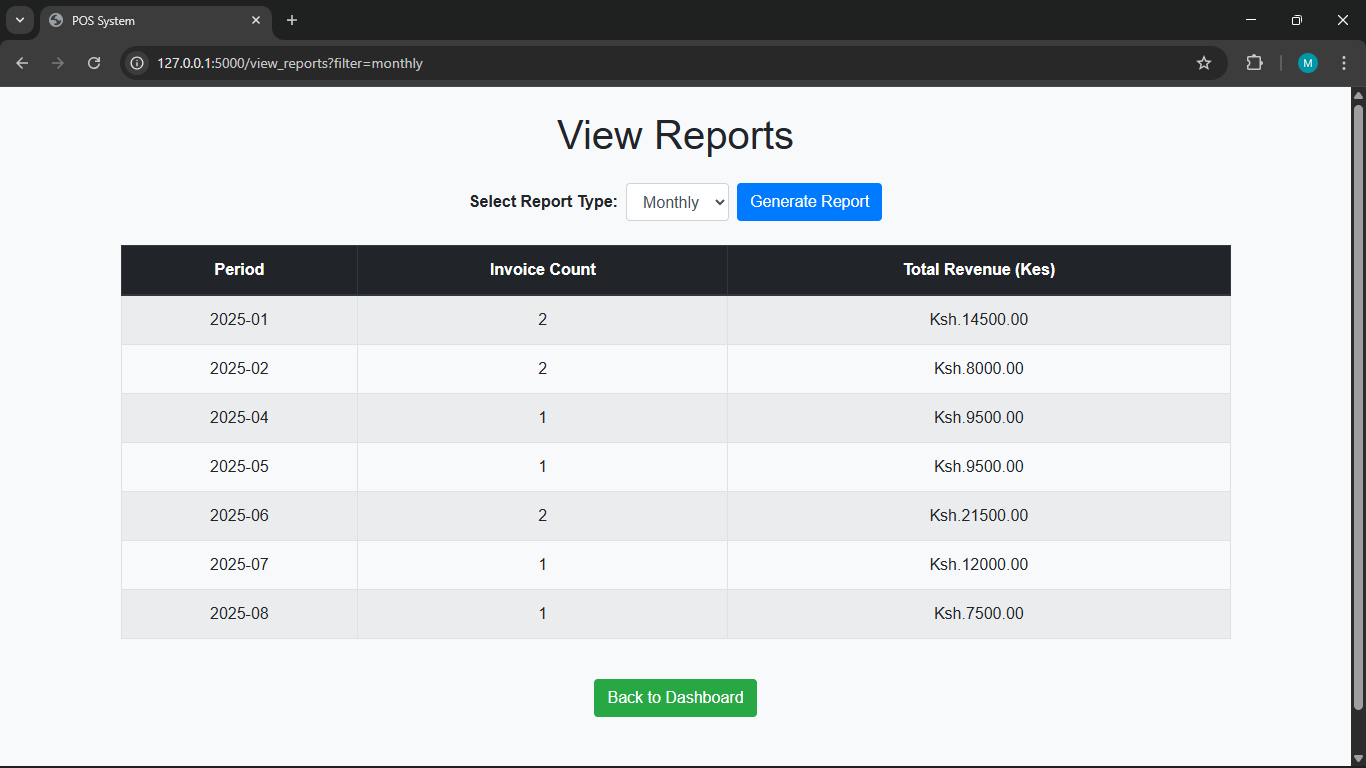 POS System
127.0.0.1:5000/view_reports?filter=monthly
M
View Reports
Select Report Type: Monthly Generate Report
Period Invoice Count Total Revenue (Kes)
2025-01 2 Ksh.14500.00
2025-02 2 Ksh.8000.00
2025-04 1 Ksh.9500.00
2025-05 1 Ksh.9500.00
2025-06 2 Ksh.21500.00
2025-07 1 Ksh.12000.00
2025-08 1 Ksh.7500.00
Back to Dashboard